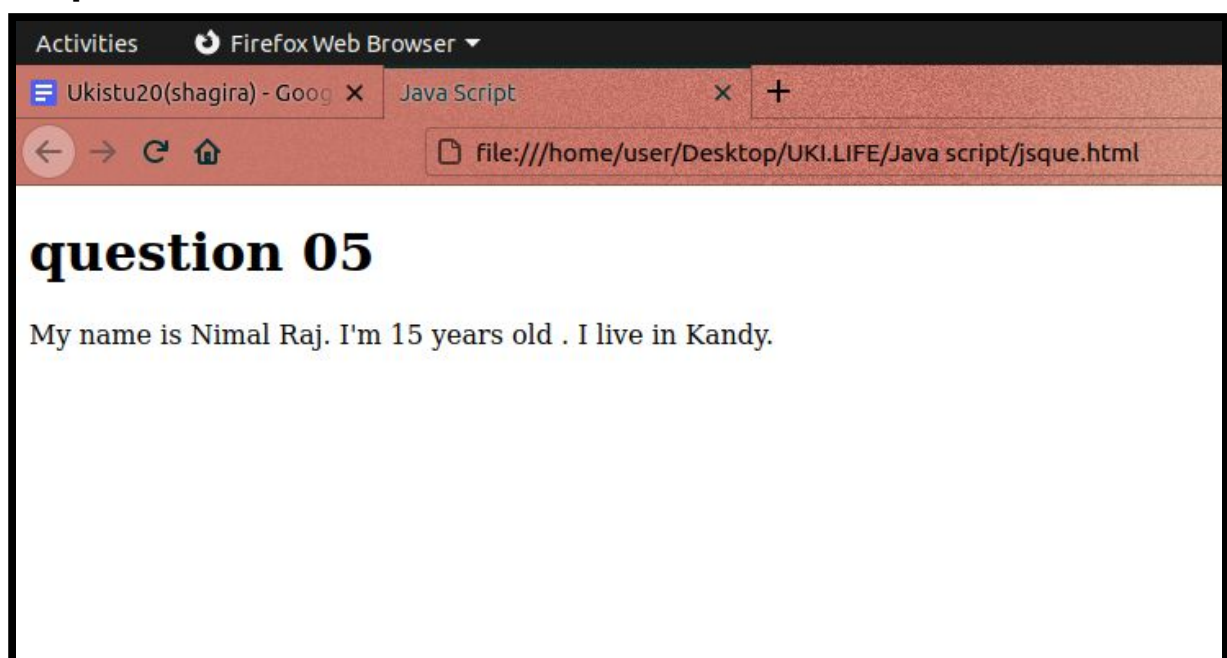 Activities Firefox Web Browser
Ukistu20(shagira) - Goog Java Script
file:///home/user/Desktop/UKI.LIFE/Java script/jsque.html
question 05
My name is Nimal Raj. I'm 15 years old . I live in Kandy.